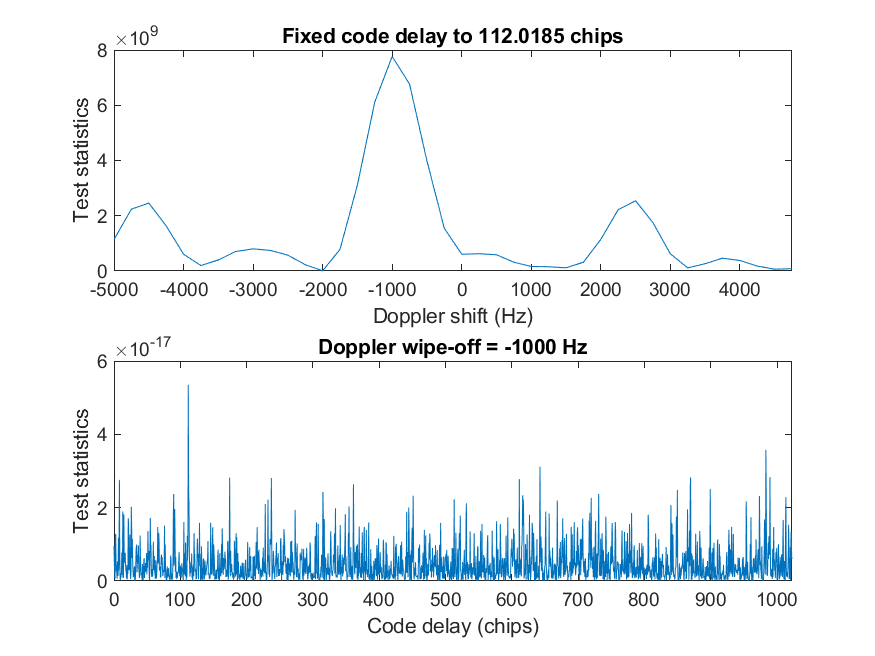 ×10^9
Fixed code delay to 112.0185 chips
Test statistics
8
6
4
2
0
-5000 -4000 -3000 -2000 -1000 0 1000 2000 3000 4000
Doppler shift (Hz)
×10^-17
Doppler wipe-off = -1000 Hz
Test statistics
6
4
2
0
0 100 200 300 400 500 600 700 800 900 1000
Code delay (chips)